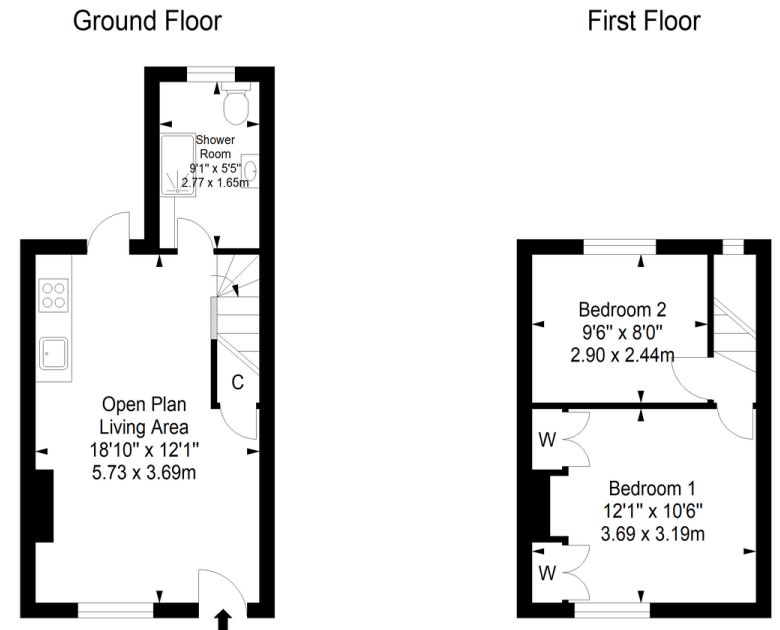 Ground Floor
First Floor
Shower
Room
9'1" x 5'5"
2.77 x 1.65m
C
Open Plan
Living Area
18'10" x 12'1"
5.73 x 3.69m
Bedroom 2
9'6" x 8'0"
2.90 x 2.44m
W
Bedroom 1
12'1" x 10'6"
3.69 x 3.19m
W